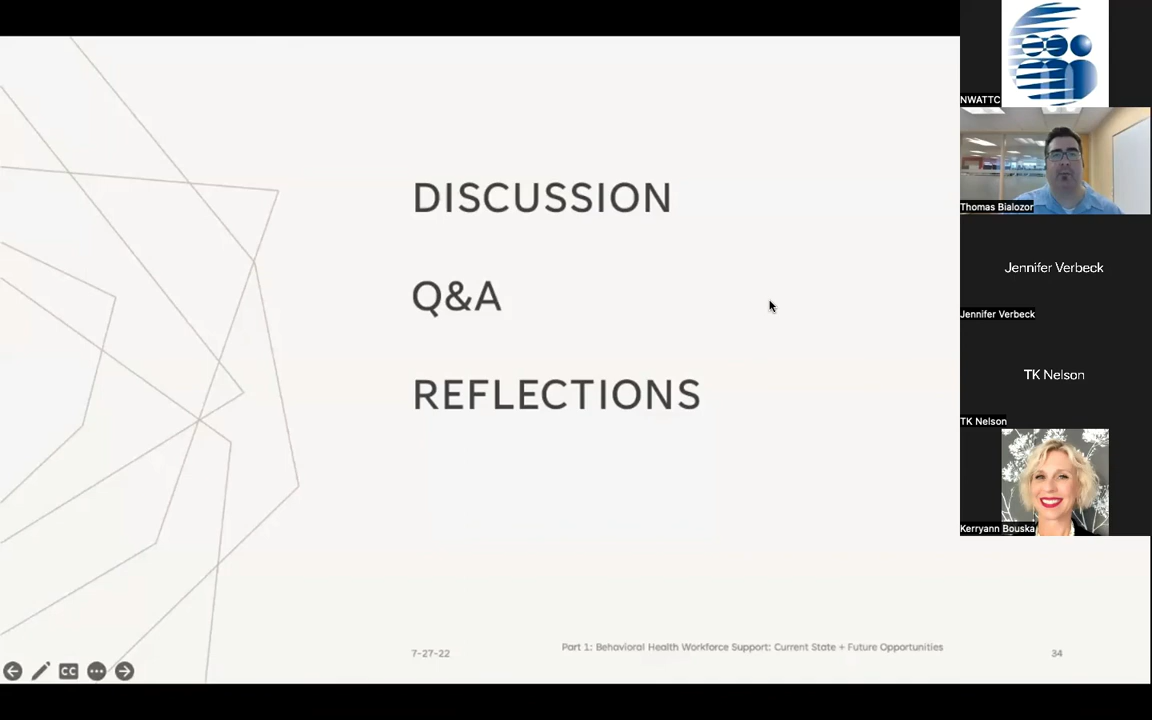 DISCUSSION
Q&A
REFLECTIONS
7-27-22
Part 1: Behavioral Health Workforce Support: Current State + Future Opportunities
34
CC
NWATTC
Thomas Bialozor
Jennifer Verbeck
Jennifer Verbeck
TK Nelson
TK Nelson
Kerryann Bouska